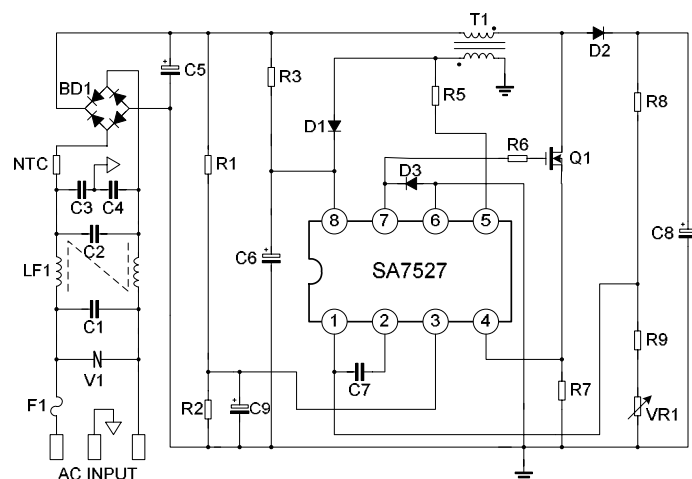 T1
D2
BD1
C5
R3
R5
R8
D1
R6
Q1
NTC
R1
C3
C4
D3
8
7
6
5
C2
C6
C8
LF1
SA7527
C1
1
2
3
4
R9
V1
C7
F1
R2
C9
R7
VR1
AC INPUT